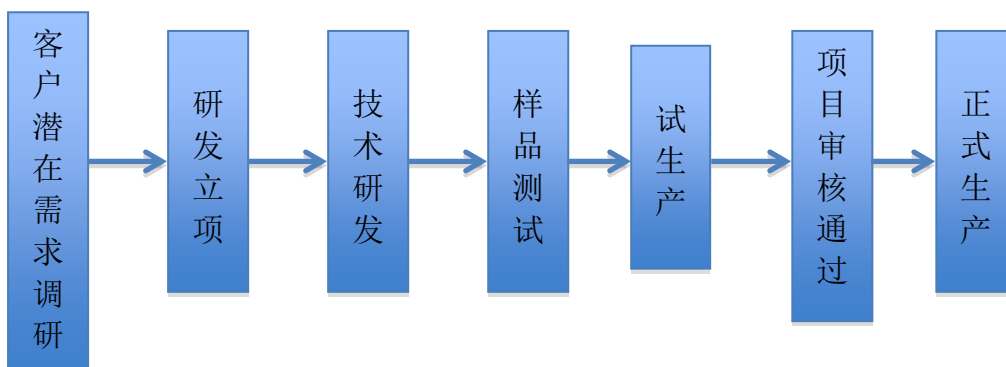 客户潜在需求调研
研发立项
技术研发
样品测试
试生产
项目审核通过
正式生产